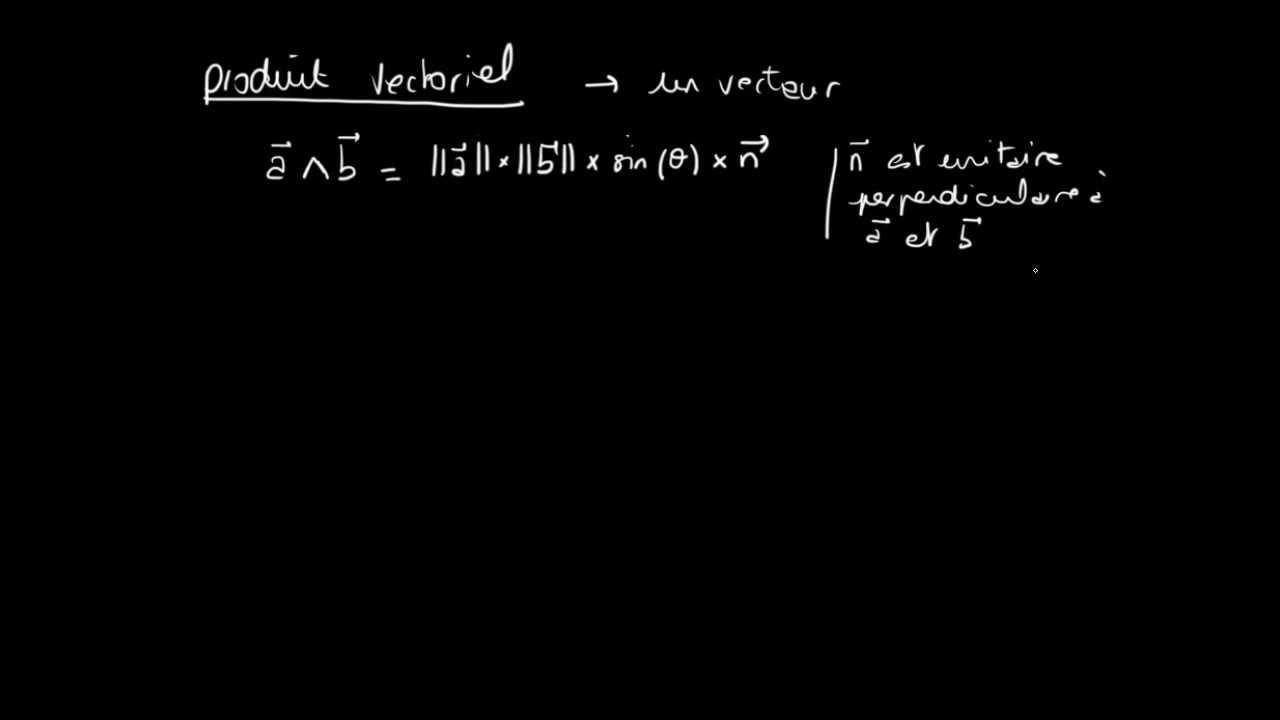 Produit vectoriel → un vecteur
a⃗ ∧ b⃗ = ||a⃗|| × ||b⃗|| × sin(θ) × n⃗
n⃗ est unitaire
perpendiculaire à
a⃗ et b⃗